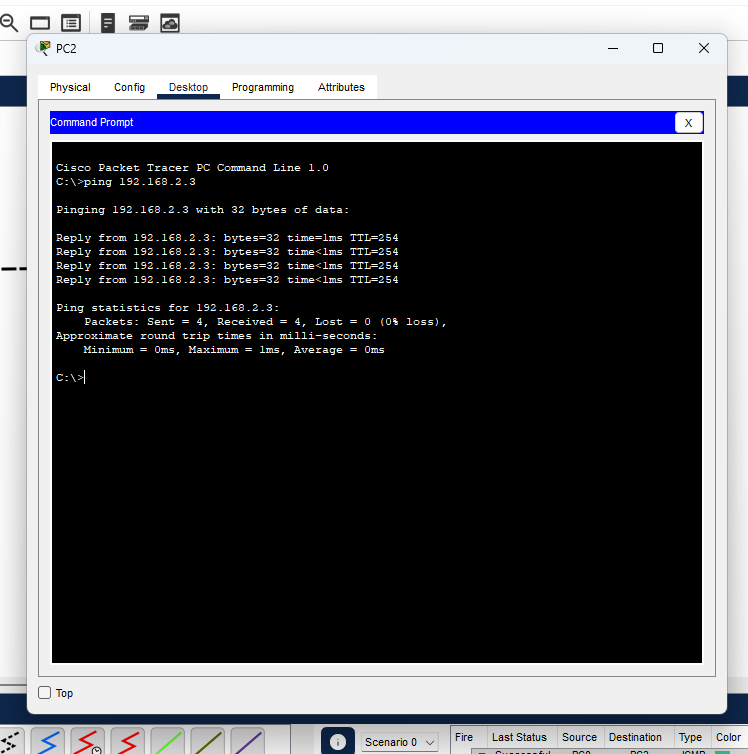 PC2
Physical Config Desktop Programming Attributes
Command Prompt
X
Cisco Packet Tracer PC Command Line 1.0
C:\>ping 192.168.2.3
Pinging 192.168.2.3 with 32 bytes of data:
Reply from 192.168.2.3: bytes=32 time=1ms TTL=254
Reply from 192.168.2.3: bytes=32 time<1ms TTL=254
Reply from 192.168.2.3: bytes=32 time<1ms TTL=254
Reply from 192.168.2.3: bytes=32 time<1ms TTL=254
Ping statistics for 192.168.2.3:
Packets: Sent = 4, Received = 4, Lost = 0 (0% loss),
Approximate round trip times in milli-seconds:
Minimum = 0ms, Maximum = 1ms, Average = 0ms
C:\>
Top
Scenario 0
Fire Last Status Source Destination Type Color
Successful